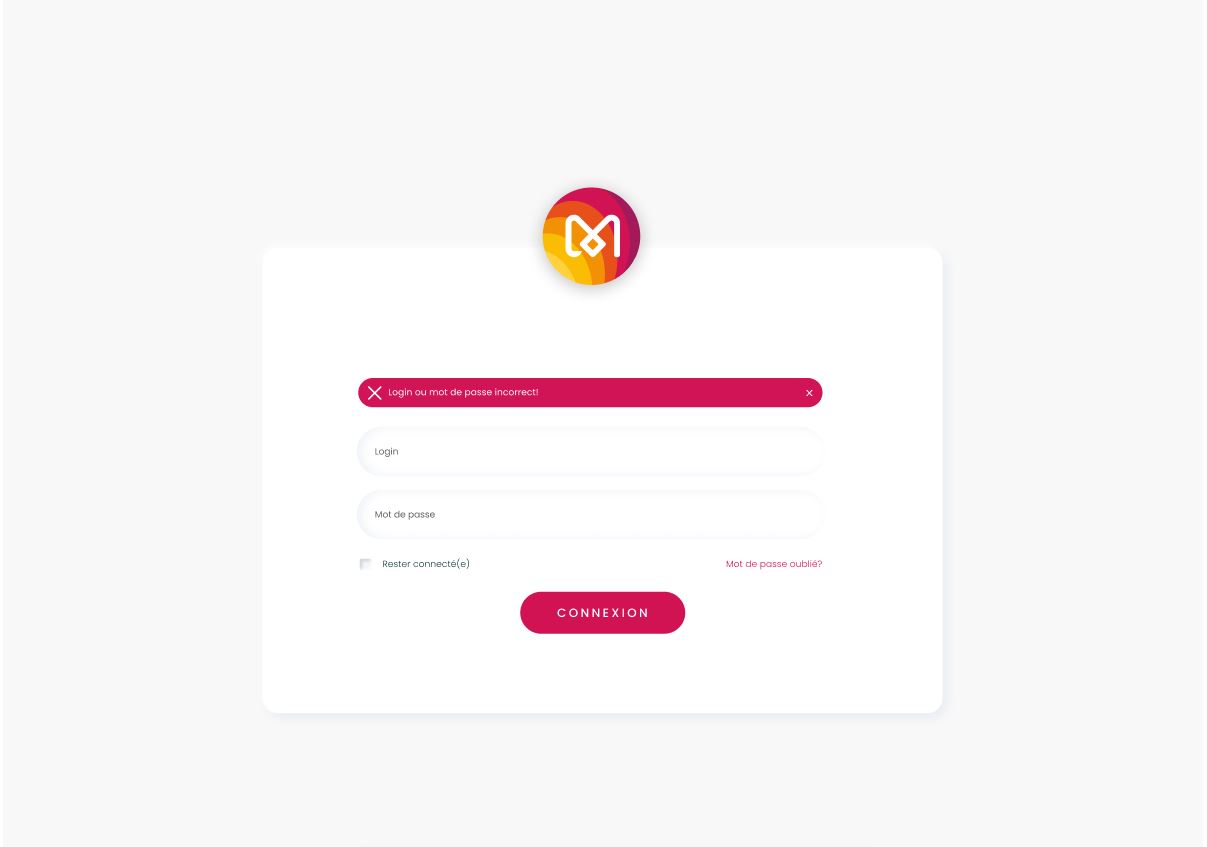 Login ou mot de passe incorrect!
x
Login
Mot de passe
Rester connecté(e)
Mot de passe oublié?
CONNEXION